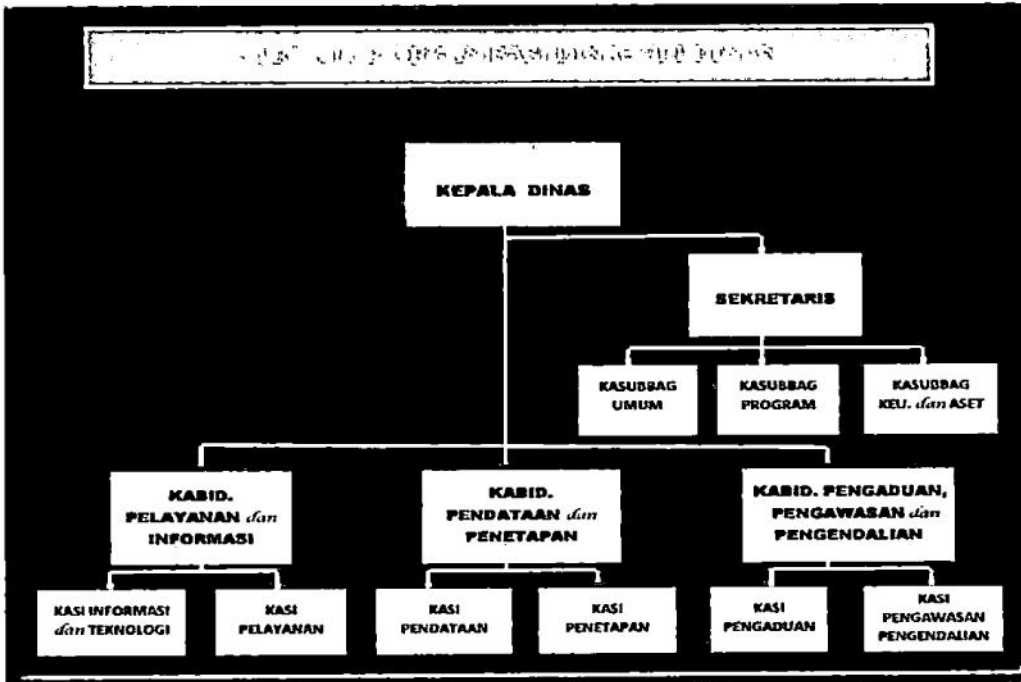 KEPALA DINAS
SEKRETARIS
KASUBBAG
UMUM
KASUBBAG
PROGRAM
KASUBBAG
KEU. dan ASET
KABID.
PELAYANAN dan
INFORMASI
KABID.
PENDATAAN dan
PENETAPAN
KABID. PENGADUAN,
PENGAWASAN dan
PENGENDALIAN
KASI INFORMASI
dan TEKNOLOGI
KASI
PELAYANAN
KASI
PENDATAAN
KASI
PENETAPAN
KASI
PENGADUAN
KASI
PENGAWASAN
PENGENDALIAN